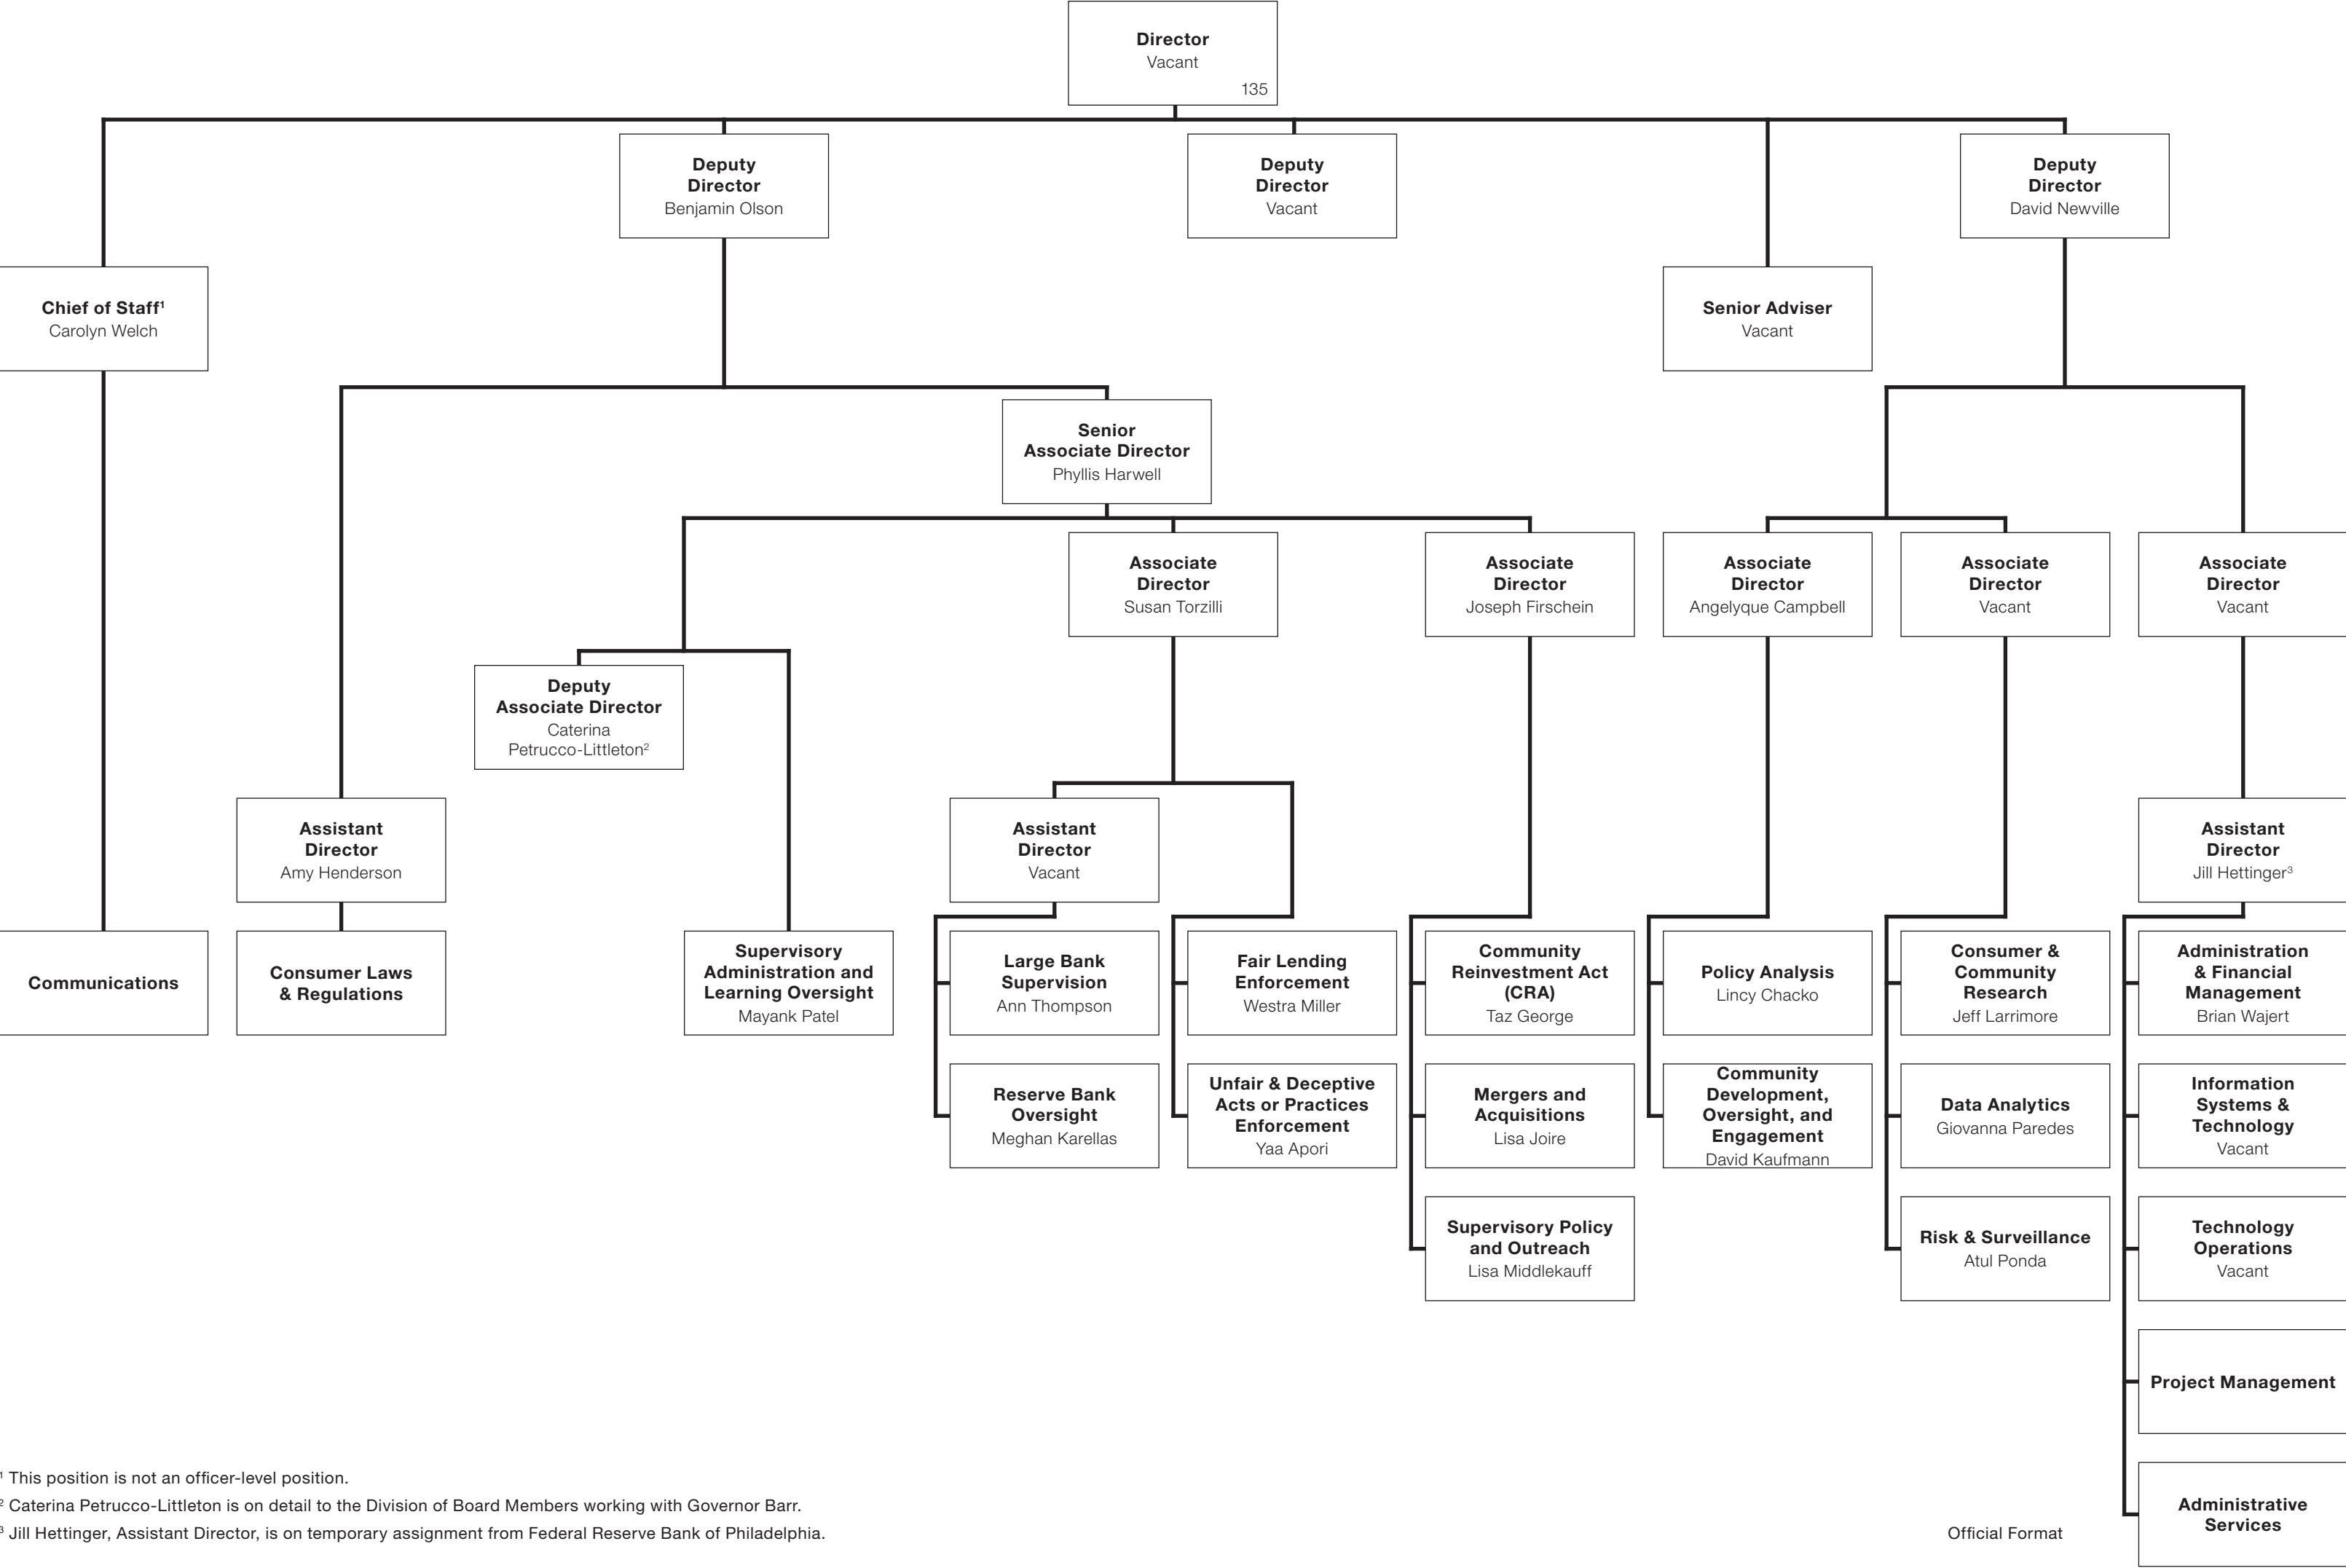 Director
Vacant
135
Deputy
Director
Benjamin Olson
Deputy
Director
Vacant
Deputy
Director
David Newville
Chief of Staff¹
Carolyn Welch
Senior Adviser
Vacant
Senior
Associate Director
Phyllis Harwell
Associate
Director
Susan Torzilli
Associate
Director
Joseph Firschein
Associate
Director
Angelyque Campbell
Associate
Director
Vacant
Associate
Director
Vacant
Deputy
Associate Director
Caterina
Petrucco-Littleton²
Assistant
Director
Amy Henderson
Assistant
Director
Vacant
Assistant
Director
Jill Hettinger³
Communications
Consumer Laws
& Regulations
Supervisory
Administration and
Learning Oversight
Mayank Patel
Large Bank
Supervision
Ann Thompson
Fair Lending
Enforcement
Westra Miller
Community
Reinvestment Act
(CRA)
Taz George
Policy Analysis
Lincy Chacko
Consumer &
Community
Research
Jeff Larrimore
Administration
& Financial
Management
Brian Wajert
Reserve Bank
Oversight
Meghan Karellas
Unfair & Deceptive
Acts or Practices
Enforcement
Yaa Apori
Mergers and
Acquisitions
Lisa Joire
Community
Development,
Oversight, and
Engagement
David Kaufmann
Data Analytics
Giovanna Paredes
Information
Systems &
Technology
Vacant
Supervisory Policy
and Outreach
Lisa Middlekauff
Risk & Surveillance
Atul Ponda
Technology
Operations
Vacant
Project Management
Administrative
Services
¹ This position is not an officer-level position.
² Caterina Petrucco-Littleton is on detail to the Division of Board Members working with Governor Barr.
³ Jill Hettinger, Assistant Director, is on temporary assignment from Federal Reserve Bank of Philadelphia.
Official Format